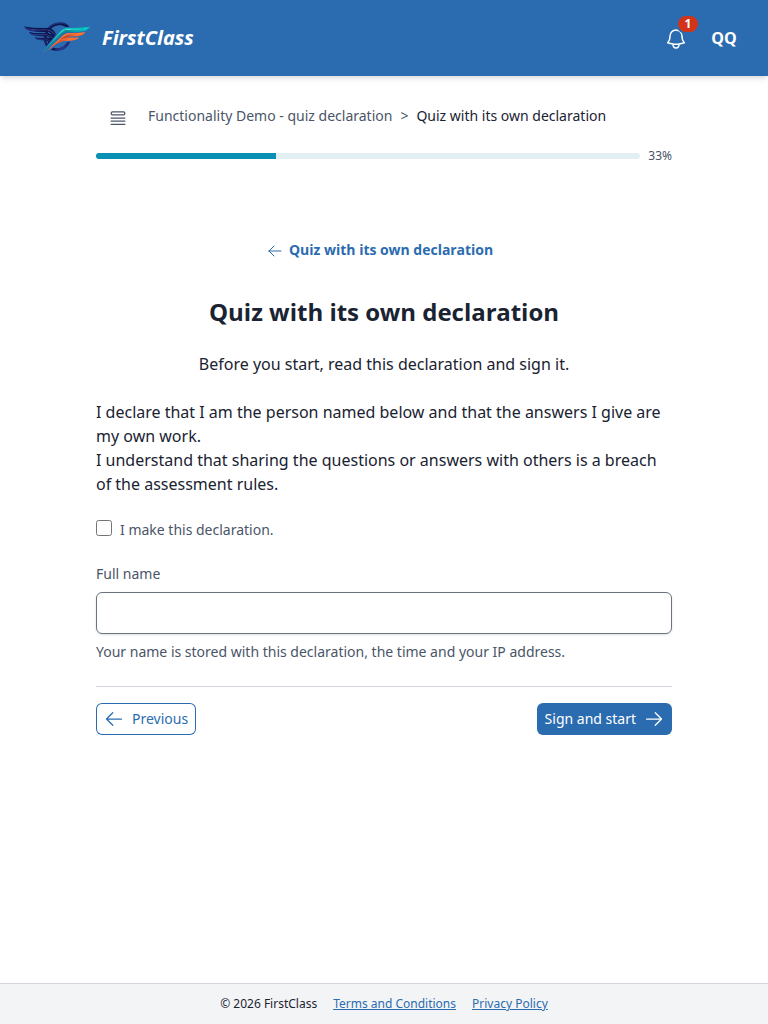 FirstClass
1
QQ
Functionality Demo - quiz declaration > Quiz with its own declaration
33%
Quiz with its own declaration
Quiz with its own declaration
Before you start, read this declaration and sign it.
I declare that I am the person named below and that the answers I give are
my own work.
I understand that sharing the questions or answers with others is a breach
of the assessment rules.
I make this declaration.
Full name
Your name is stored with this declaration, the time and your IP address.
Previous
Sign and start
© 2026 FirstClass Terms and Conditions Privacy Policy